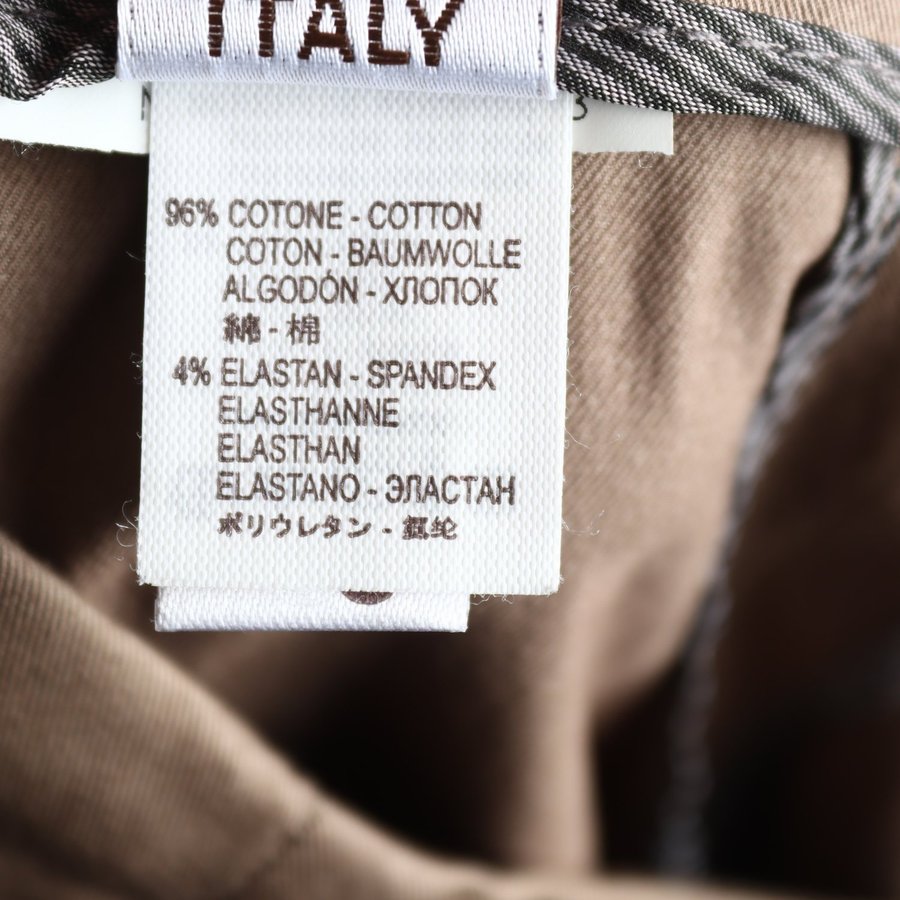 ITALY
3
96% COTONE - COTTON
COTON - BAUMWOLLE
ALGODÓN - ХЛОПОК
綿 - 棉
4% ELASTAN - SPANDEX
ELASTHANNE
ELASTHAN
ELASTANO - ЭЛАСТАН
ポリウレタン - 氨纶